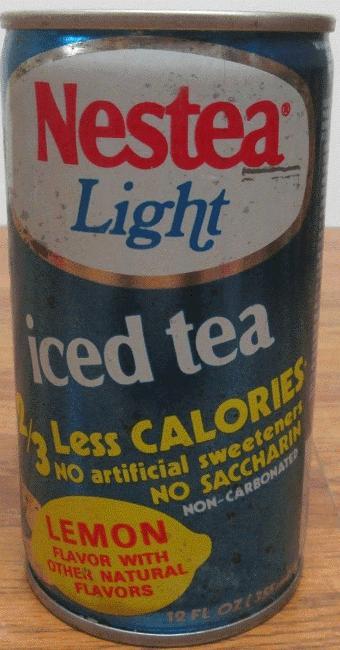 Nestea®
Light
iced tea
2/3 Less CALORIES
NO artificial sweeteners
NO SACCHARIN
NON-CARBONATED
LEMON
FLAVOR WITH
OTHER NATURAL
FLAVORS
12 FL OZ (355